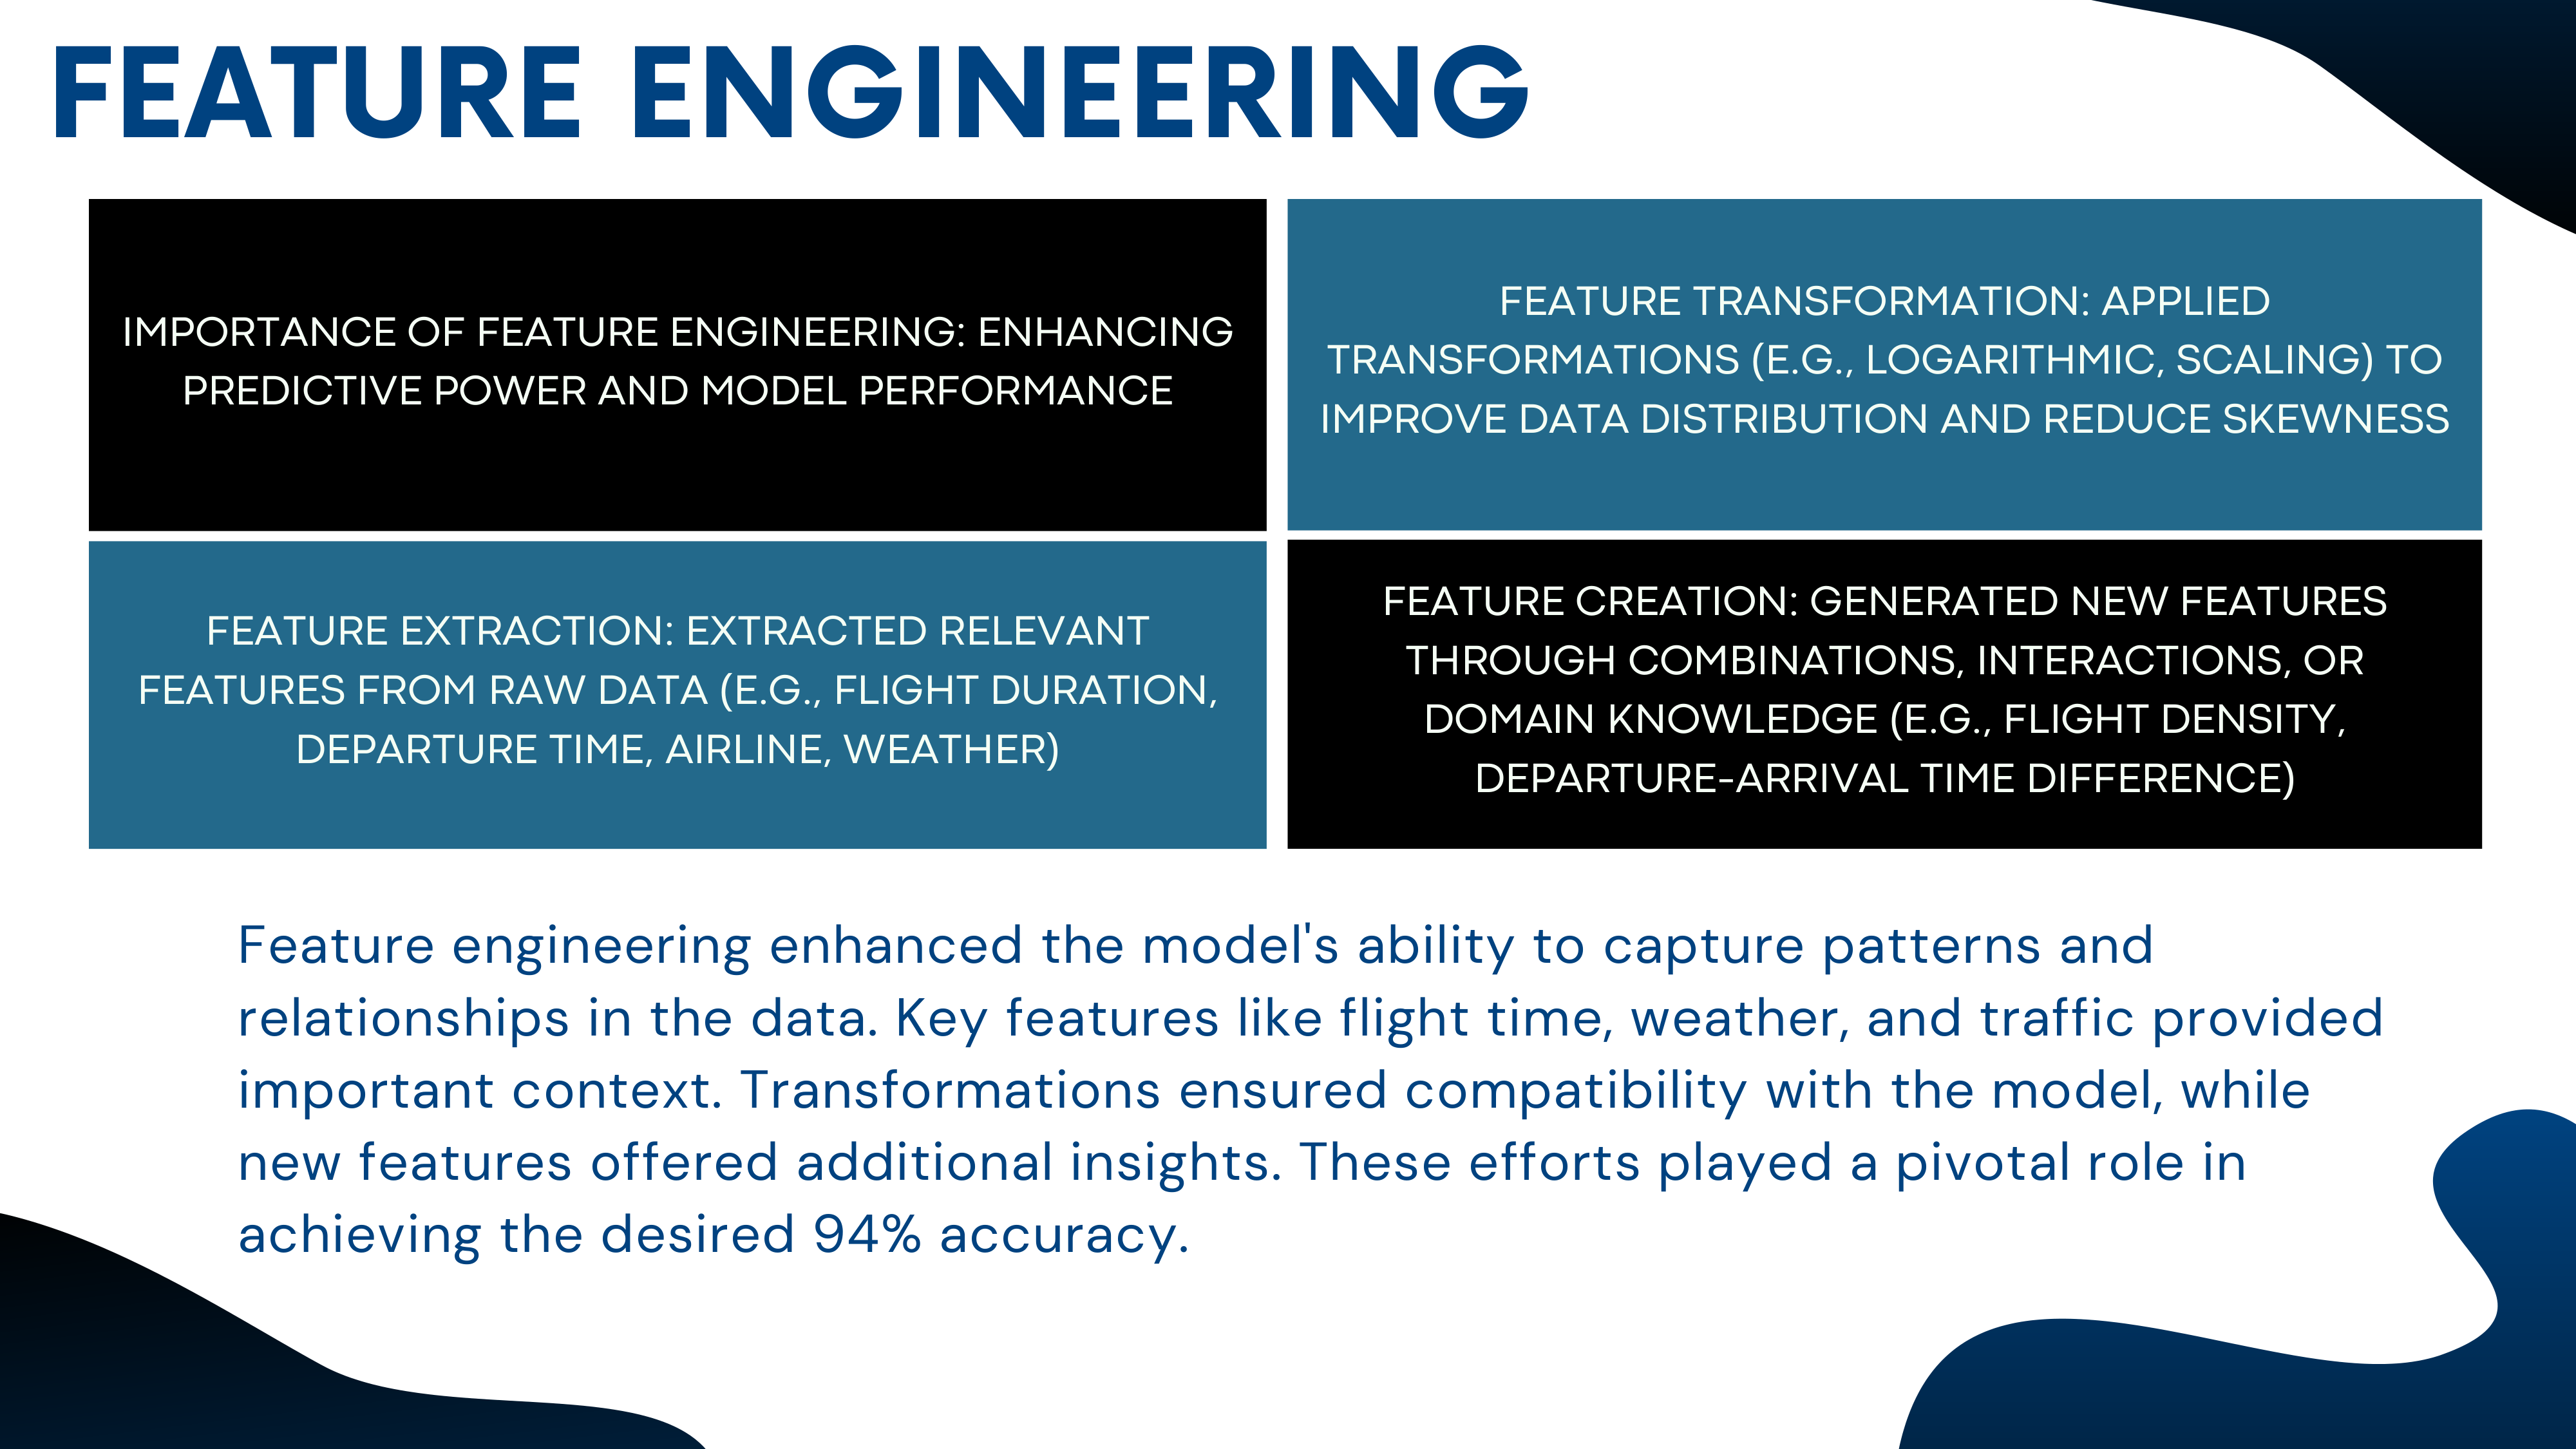 FEATURE ENGINEERING
IMPORTANCE OF FEATURE ENGINEERING: ENHANCING
PREDICTIVE POWER AND MODEL PERFORMANCE
FEATURE TRANSFORMATION: APPLIED
TRANSFORMATIONS (E.G., LOGARITHMIC, SCALING) TO
IMPROVE DATA DISTRIBUTION AND REDUCE SKEWNESS
FEATURE EXTRACTION: EXTRACTED RELEVANT
FEATURES FROM RAW DATA (E.G., FLIGHT DURATION,
DEPARTURE TIME, AIRLINE, WEATHER)
FEATURE CREATION: GENERATED NEW FEATURES
THROUGH COMBINATIONS, INTERACTIONS, OR
DOMAIN KNOWLEDGE (E.G., FLIGHT DENSITY,
DEPARTURE-ARRIVAL TIME DIFFERENCE)
Feature engineering enhanced the model's ability to capture patterns and
relationships in the data. Key features like flight time, weather, and traffic provided
important context. Transformations ensured compatibility with the model, while
new features offered additional insights. These efforts played a pivotal role in
achieving the desired 94% accuracy.